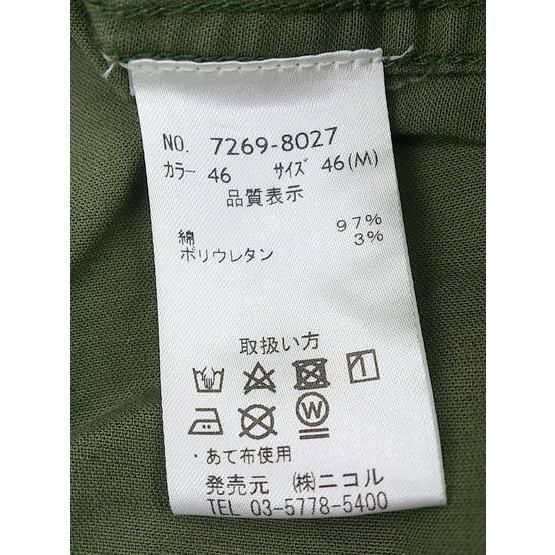 NO. 7269-8027
カラー 46 サイズ 46(M)
品質表示
綿 97%
ポリウレタン 3%
取扱い方
W
・あて布使用
発売元 (株)ニコル
TEL 03-5778-5400